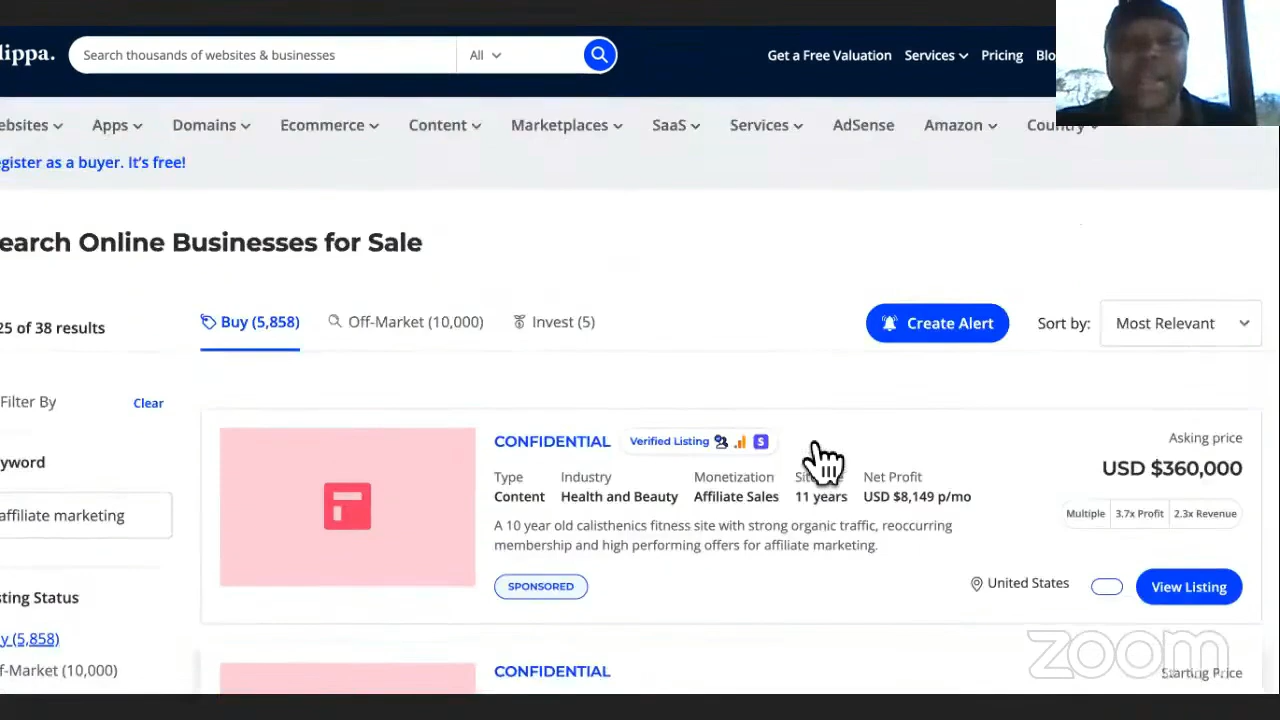 lippa.
Search thousands of websites & businesses
All
Get a Free Valuation
Services
Pricing
Blo
ebsites
Apps
Domains
Ecommerce
Content
Marketplaces
SaaS
Services
AdSense
Amazon
Country
egister as a buyer. It's free!
earch Online Businesses for Sale
25 of 38 results
Buy (5,858)
Off-Market (10,000)
Invest (5)
Create Alert
Sort by:
Most Relevant
Filter By
Clear
yword
affiliate marketing
sting Status
y (5,858)
f-Market (10,000)
CONFIDENTIAL
Verified Listing
S
Asking price
USD $360,000
Type
Industry
Monetization
Net Profit
Content
Health and Beauty
Affiliate Sales
11 years
USD $8,149 p/mo
Multiple
3.7x Profit
2.3x Revenue
A 10 year old calisthenics fitness site with strong organic traffic, reoccurring
membership and high performing offers for affiliate marketing.
SPONSORED
United States
View Listing
CONFIDENTIAL
Starting Price
zoom